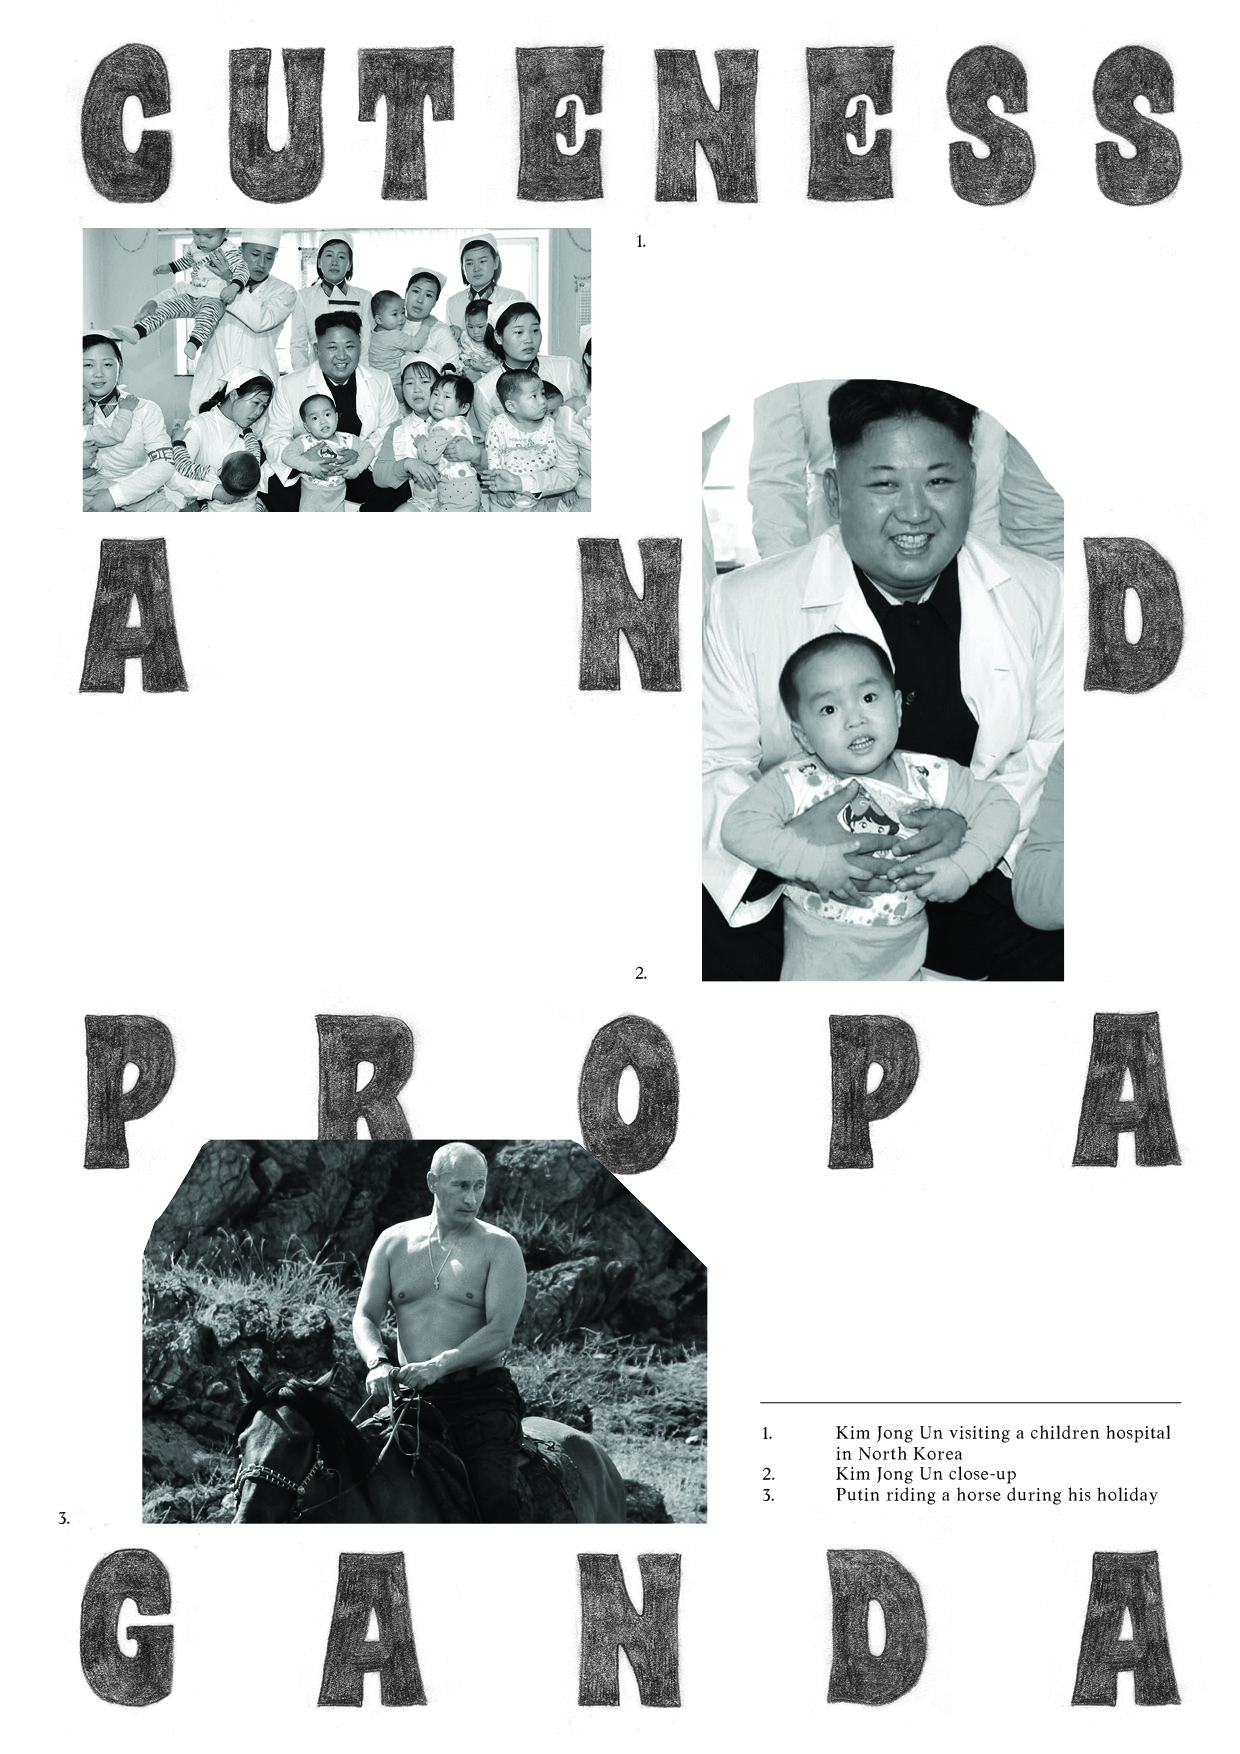 CUTENESS
1.
AND
2.
PROPA
1. Kim Jong Un visiting a children hospital
in North Korea
2. Kim Jong Un close-up
3. Putin riding a horse during his holiday
3.
GANDA